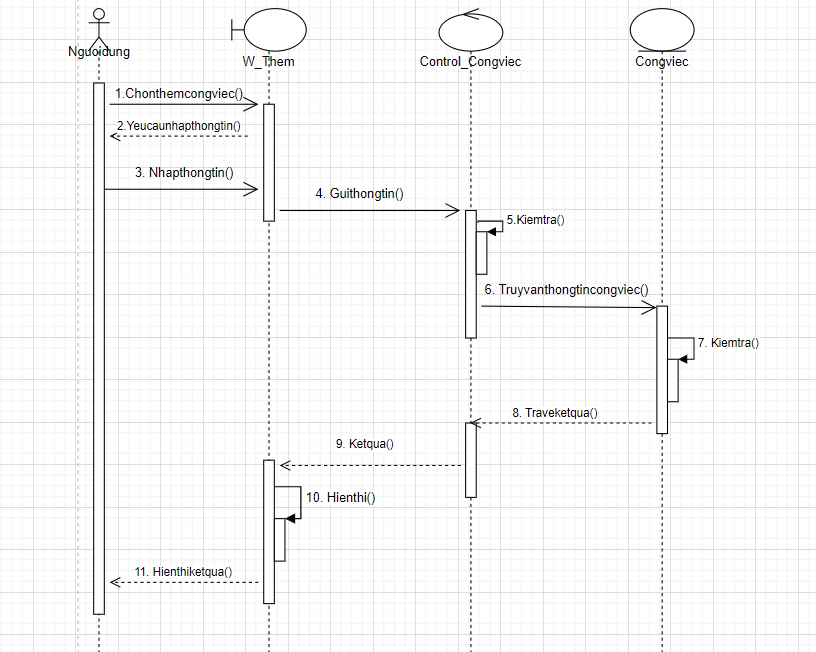 Nguoidung
W_Them
Control_Congviec
Congviec
1.Chonthemcongviec()
2.Yeucaunhapthongtin()
3. Nhapthongtin()
4. Guithongtin()
5.Kiemtra()
6. Truyvanthongtincongviec()
7. Kiemtra()
8. Traveketqua()
9. Ketqua()
10. Hienthi()
11. Hienthiketqua()